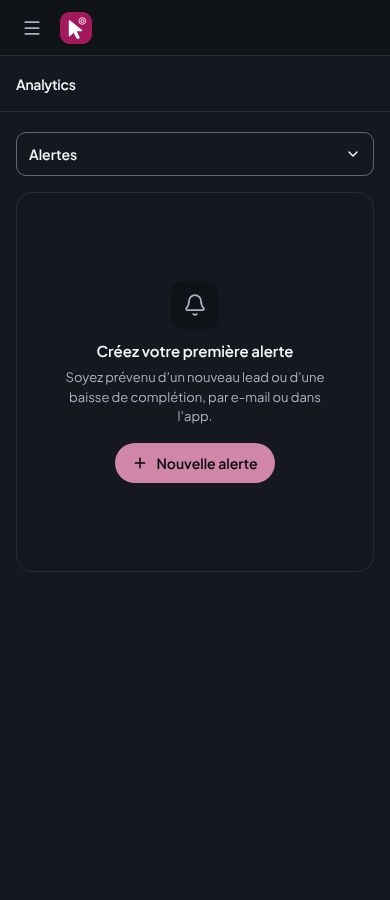 Analytics
Alertes
Créez votre première alerte
Soyez prévenu d'un nouveau lead ou d'une
baisse de complétion, par e-mail ou dans
l'app.
Nouvelle alerte